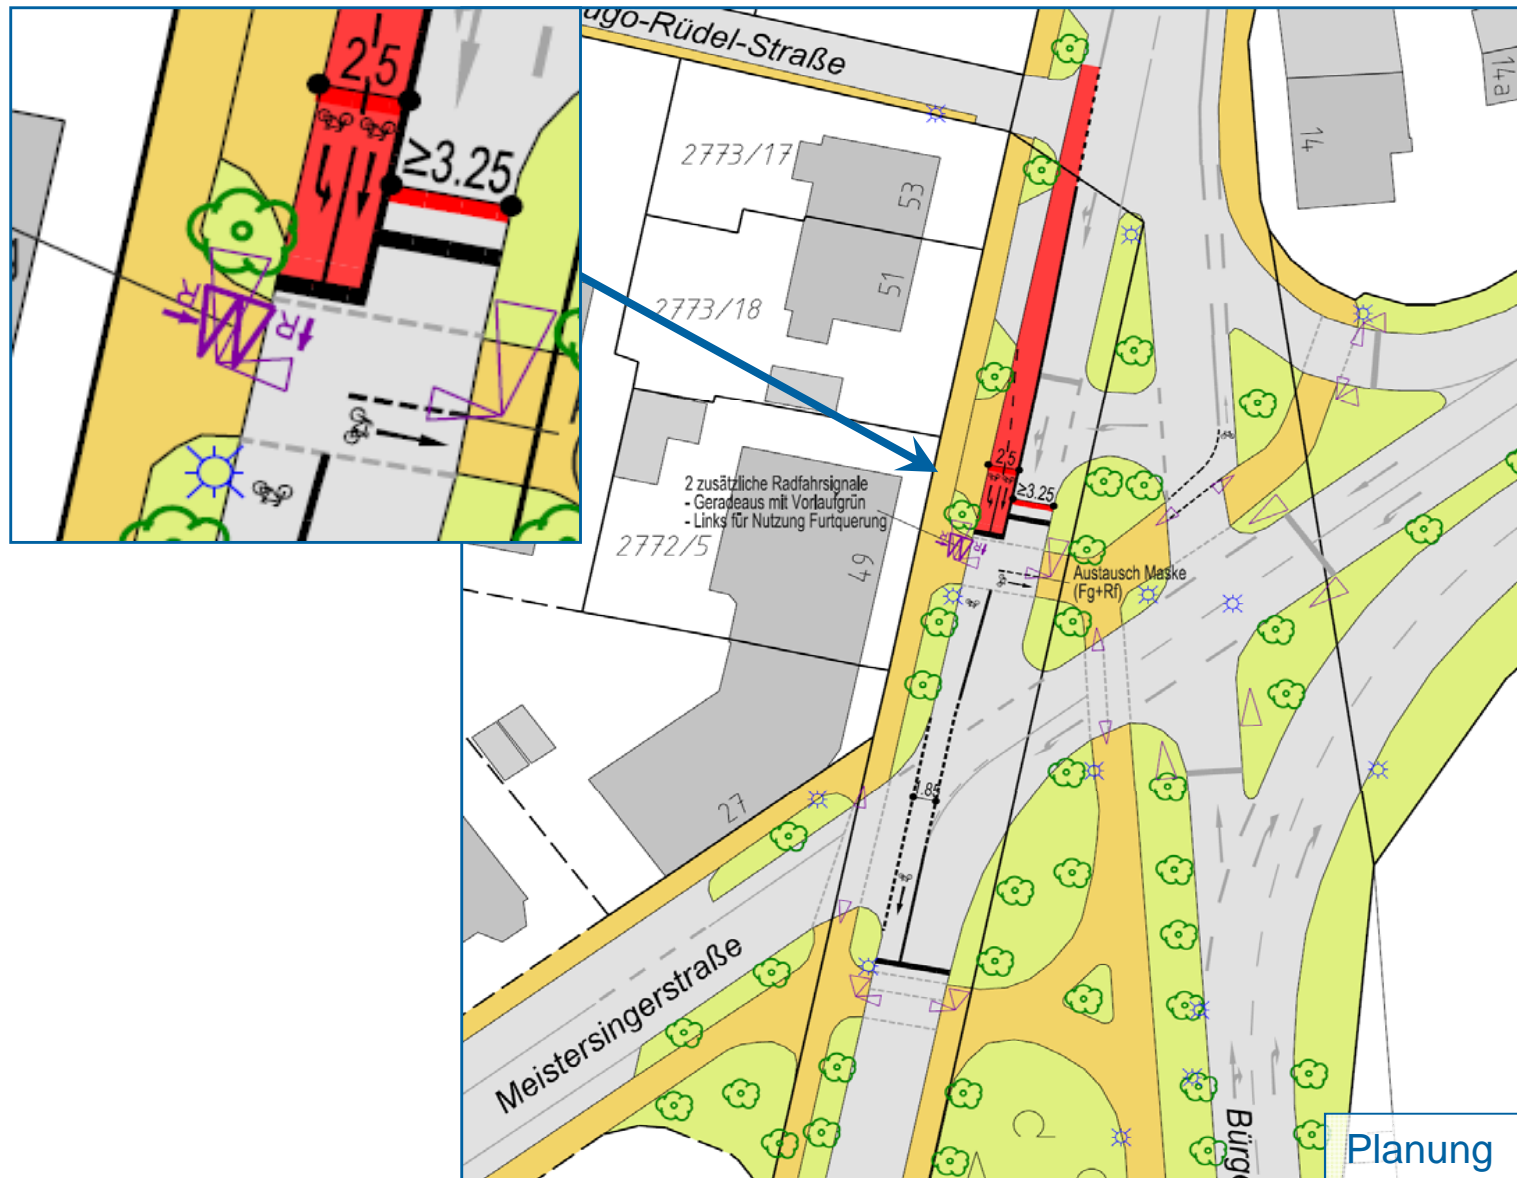 2,5
≥3.25
R
R
ugo-Rüdel-Straße
2773/17
53
14
14a
51
2773/18
2,5
≥3.25
2 zusätzliche Radfahrsignale
- Geradeaus mit Vorlaufgrün
- Links für Nutzung Furtquerung
2772/5
49
R
R
Austausch Maske
(Fg+Rf)
1.85
27
Meistersingerstraße
Bürge
Planung